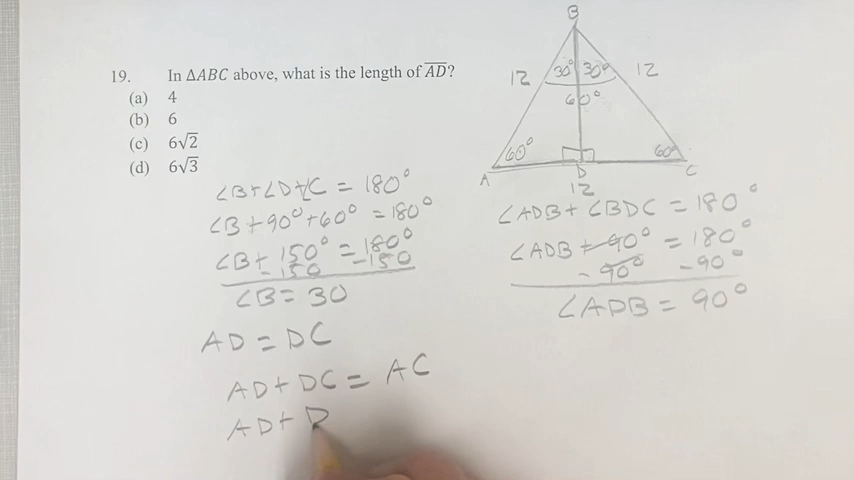 19. In ΔABC above, what is the length of AD?
(a) 4
(b) 6
(c) 6√2
(d) 6√3
B
12
30° 30°
12
60°
60°
60°
A
D
C
12
∠B+∠D+∠C = 180°
∠B+90°+60° = 180°
∠B+150° = 180°
-150 -150
∠B = 30
AD = DC
AD + DC = AC
AD + D
∠ADB + ∠BDC = 180°
∠ADB + 90° = 180°
- 90° -90°
∠ADB = 90°